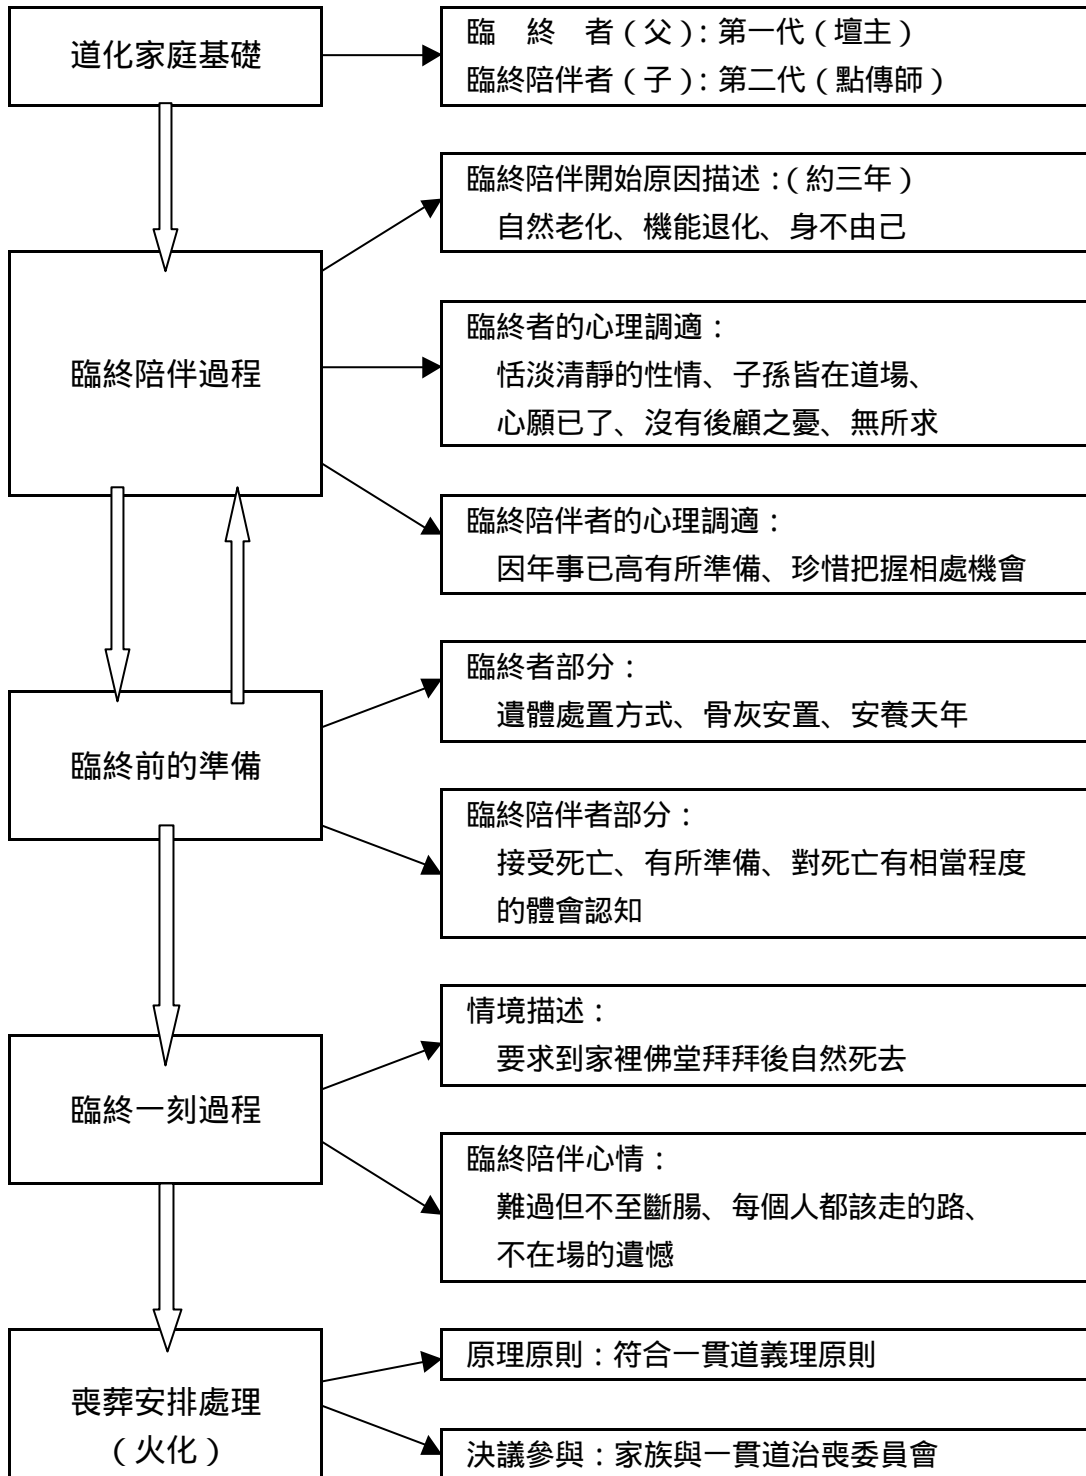 道化家庭基礎
臨　終　者（父）：第一代（壇主）
臨終陪伴者（子）：第二代（點傳師）
臨終陪伴過程
臨終陪伴開始原因描述：（約三年）
自然老化、機能退化、身不由己
臨終者的心理調適：
恬淡清靜的性情、子孫皆在道場、
心願已了、沒有後顧之憂、無所求
臨終陪伴者的心理調適：
因年事已高有所準備、珍惜把握相處機會
臨終前的準備
臨終者部分：
遺體處置方式、骨灰安置、安養天年
臨終陪伴者部分：
接受死亡、有所準備、對死亡有相當程度
的體會認知
臨終一刻過程
情境描述：
要求到家裡佛堂拜拜後自然死去
臨終陪伴心情：
難過但不至斷腸、每個人都該走的路、
不在場的遺憾
喪葬安排處理
（火化）
原理原則：符合一貫道義理原則
決議參與：家族與一貫道治喪委員會